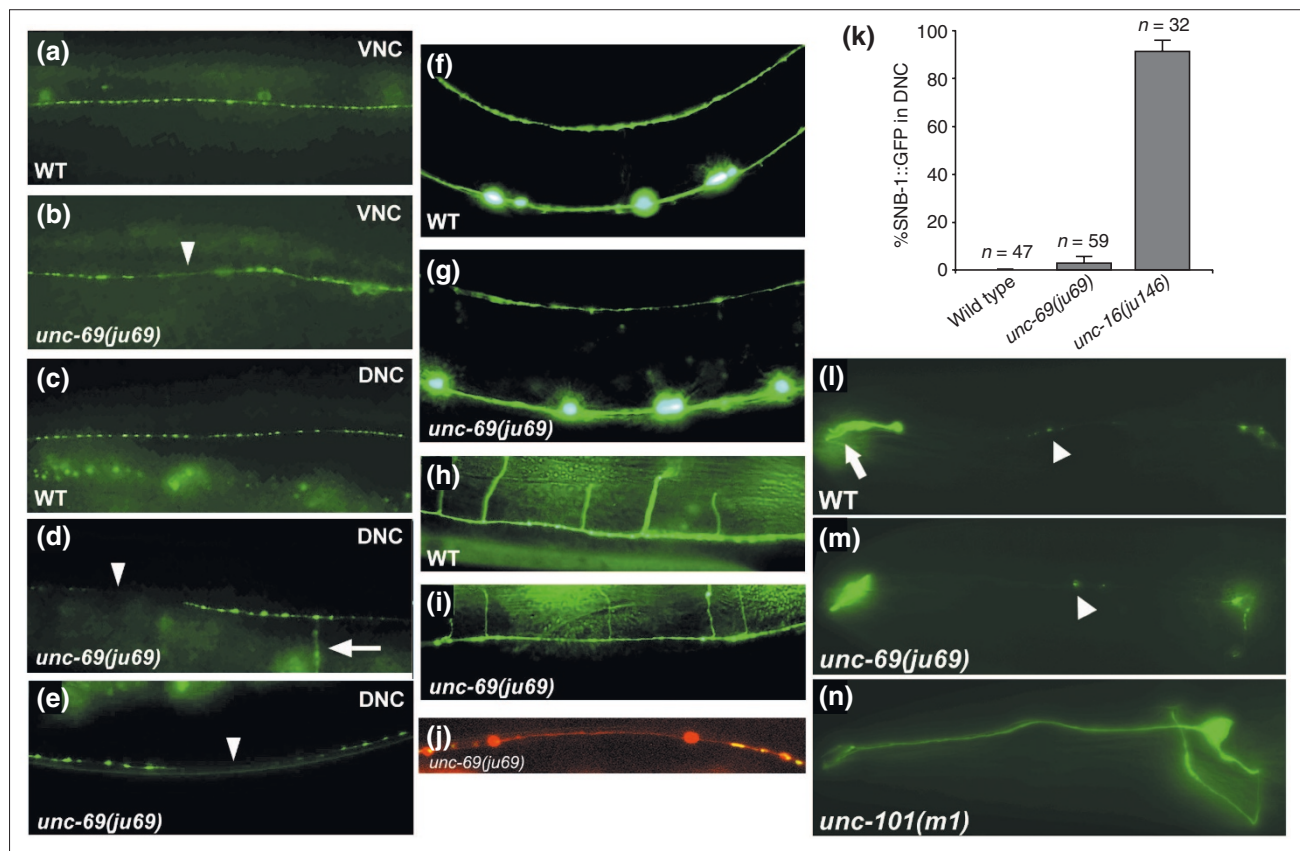 (a)
VNC
WT
(b)
VNC
unc-69(ju69)
(c)
DNC
WT
(d)
DNC
unc-69(ju69)
(e)
DNC
unc-69(ju69)
(f)
WT
(g)
unc-69(ju69)
(h)
WT
(i)
unc-69(ju69)
(j)
unc-69(ju69)
(k)
%SNB-1::GFP in DNC
100
80
60
40
20
0
n = 47
n = 59
n = 32
Wild type
unc-69(ju69)
unc-16(ju146)
(l)
WT
(m)
unc-69(ju69)
(n)
unc-101(m1)